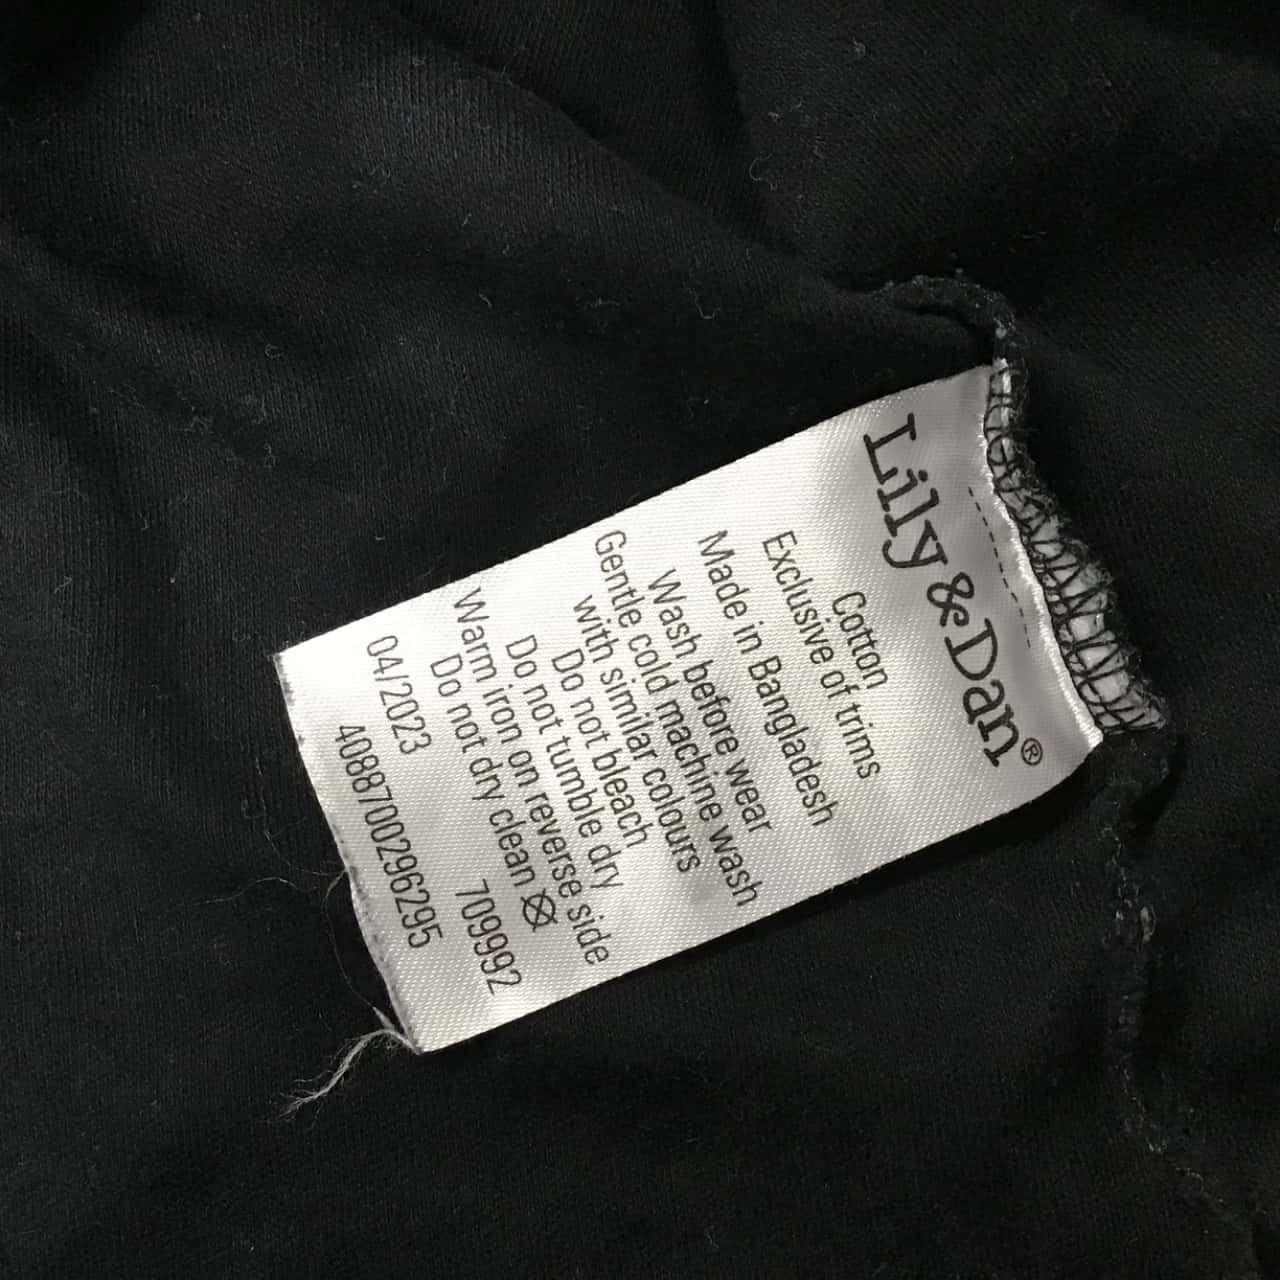 Lily & Dan®
Cotton
Exclusive of trims
Made in Bangladesh
Wash before wear
Gentle cold machine wash
with similar colours
Do not bleach
Do not tumble dry
Warm iron on reverse side
Do not dry clean
04/2023 709992
4088700296295